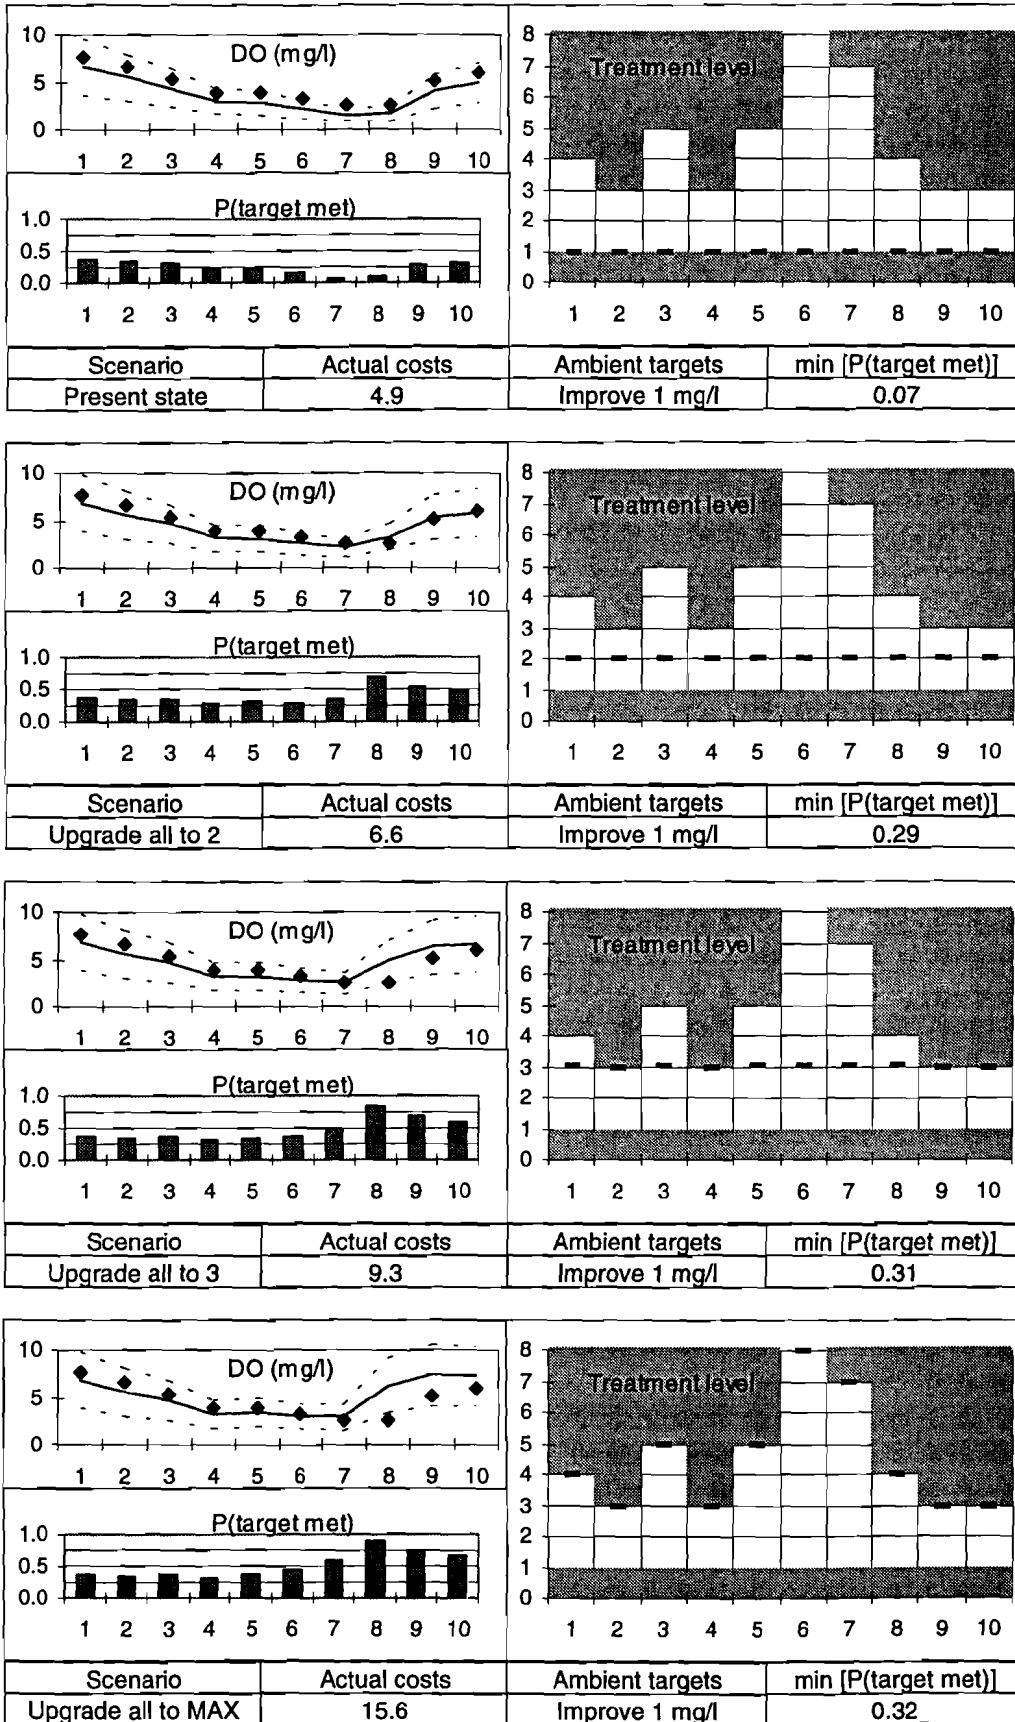 DO (mg/l)
10
5
0
1 2 3 4 5 6 7 8 9 10
P(target met)
1.0
0.5
0.0
1 2 3 4 5 6 7 8 9 10
Treatment level
8
7
6
5
4
3
2
1
0
1 2 3 4 5 6 7 8 9 10
Scenario Actual costs Ambient targets min [P(target met)]
Present state 4.9 Improve 1 mg/l 0.07
DO (mg/l)
10
5
0
1 2 3 4 5 6 7 8 9 10
P(target met)
1.0
0.5
0.0
1 2 3 4 5 6 7 8 9 10
Treatment level
8
7
6
5
4
3
2
1
0
1 2 3 4 5 6 7 8 9 10
Scenario Actual costs Ambient targets min [P(target met)]
Upgrade all to 2 6.6 Improve 1 mg/l 0.29
DO (mg/l)
10
5
0
1 2 3 4 5 6 7 8 9 10
P(target met)
1.0
0.5
0.0
1 2 3 4 5 6 7 8 9 10
Treatment level
8
7
6
5
4
3
2
1
0
1 2 3 4 5 6 7 8 9 10
Scenario Actual costs Ambient targets min [P(target met)]
Upgrade all to 3 9.3 Improve 1 mg/l 0.31
DO (mg/l)
10
5
0
1 2 3 4 5 6 7 8 9 10
P(target met)
1.0
0.5
0.0
1 2 3 4 5 6 7 8 9 10
Treatment level
8
7
6
5
4
3
2
1
0
1 2 3 4 5 6 7 8 9 10
Scenario Actual costs Ambient targets min [P(target met)]
Upgrade all to MAX 15.6 Improve 1 mg/l 0.32